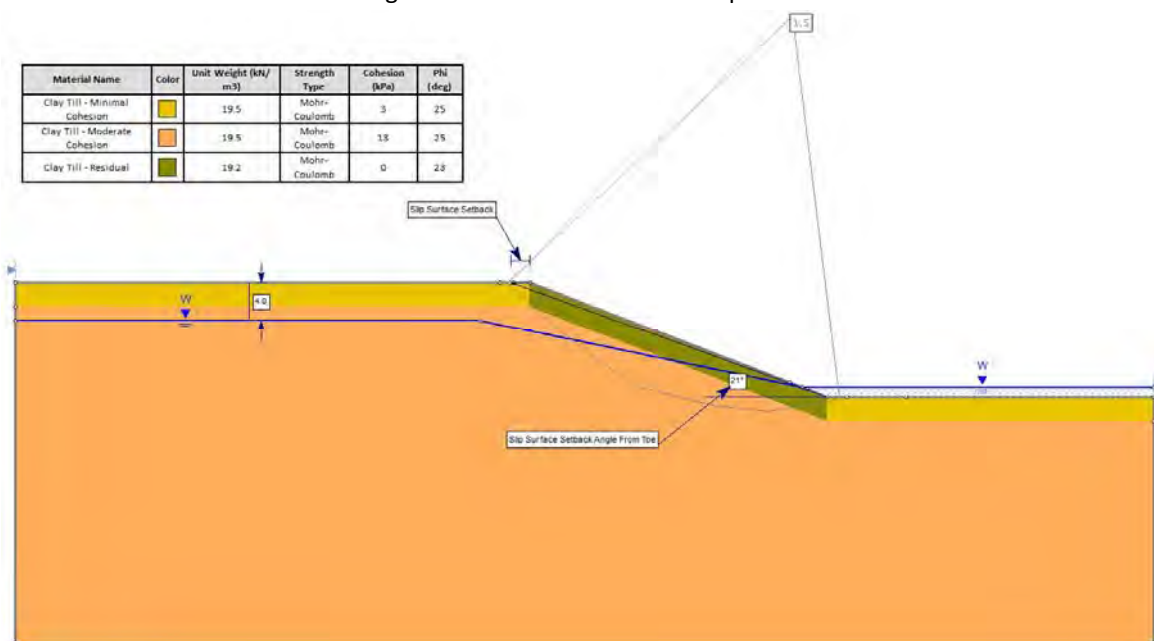 1.5
Material Name Color Unit Weight (kN/ m3) Strength Type Cohesion (kPa) Phi (deg)
Clay Till - Minimal Cohesion 19.5 Mohr-Coulomb 3 25
Clay Till - Moderate Cohesion 19.5 Mohr-Coulomb 13 25
Clay Till - Residual 19.2 Mohr-Coulomb 0 23
Slip Surface Setback
W
W
21°
Slip Surface Setback Angle From Toe